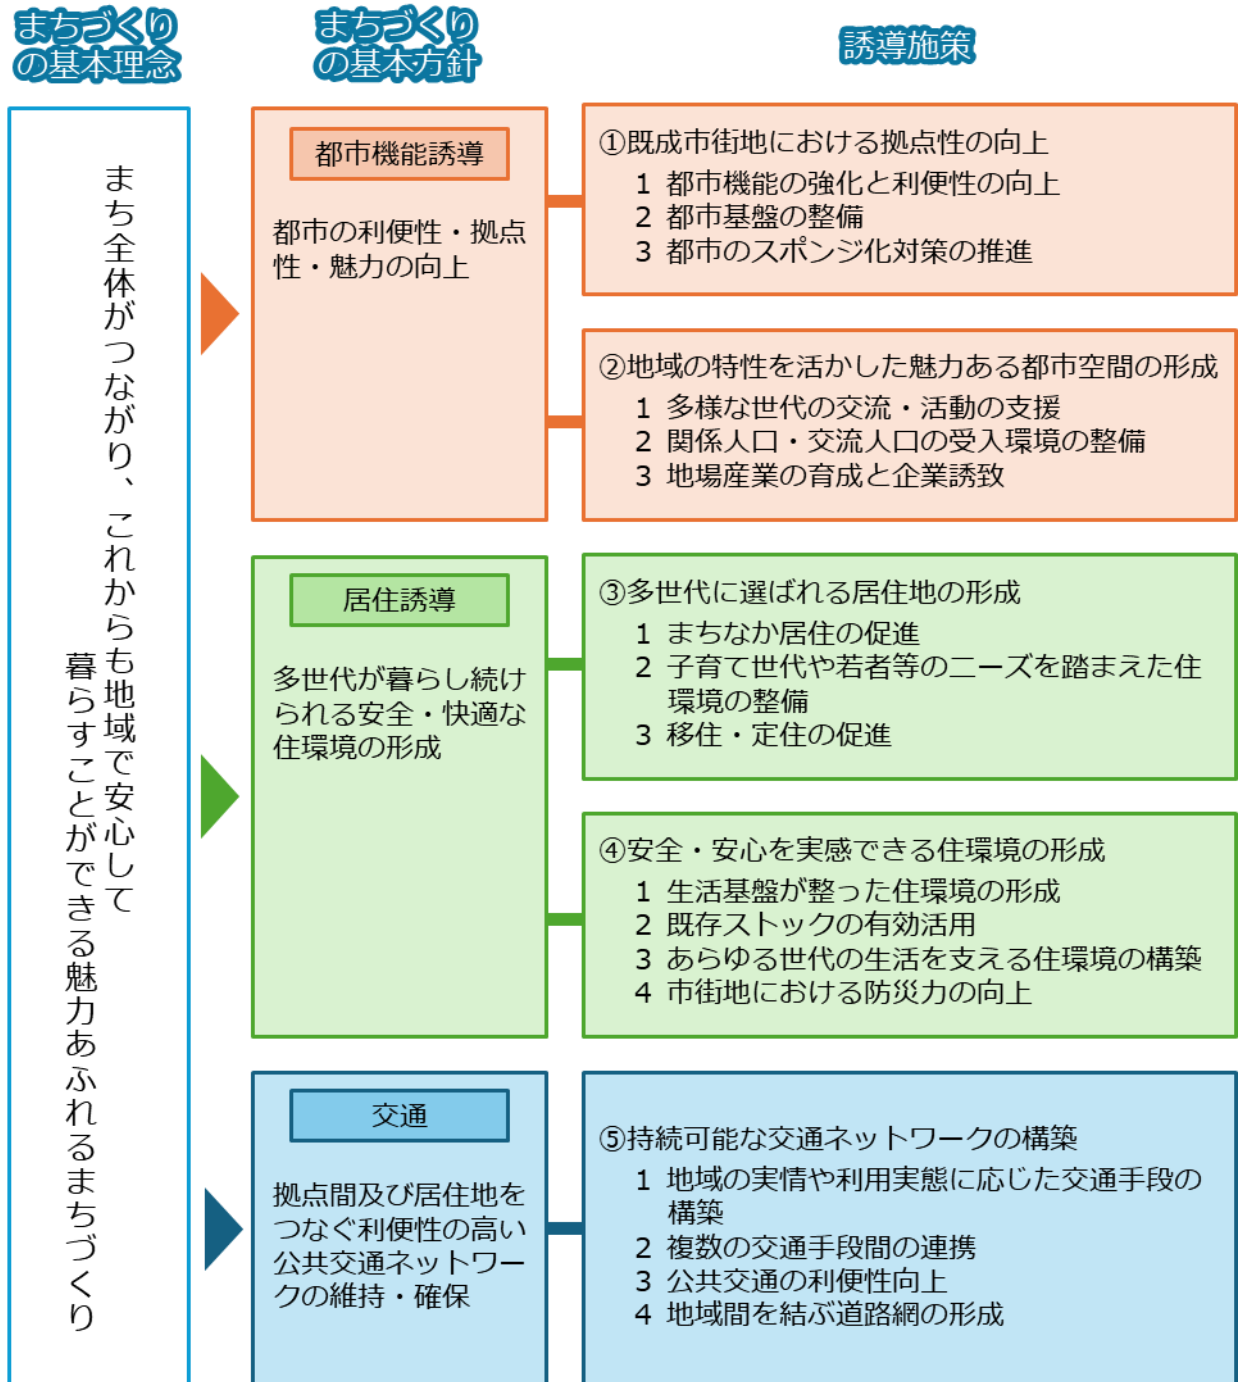 まちづくり
の基本理念
まちづくり
の基本方針
誘導施策
まち全体がつながり、これからも地域で安心して
暮らすことができる魅力あふれるまちづくり
都市機能誘導
都市の利便性・拠点
性・魅力の向上
①既成市街地における拠点性の向上
1 都市機能の強化と利便性の向上
2 都市基盤の整備
3 都市のスポンジ化対策の推進
②地域の特性を活かした魅力ある都市空間の形成
1 多様な世代の交流・活動の支援
2 関係人口・交流人口の受入環境の整備
3 地場産業の育成と企業誘致
居住誘導
多世代が暮らし続け
られる安全・快適な
住環境の形成
③多世代に選ばれる居住地の形成
1 まちなか居住の促進
2 子育て世代や若者等のニーズを踏まえた住
環境の整備
3 移住・定住の促進
④安全・安心を実感できる住環境の形成
1 生活基盤が整った住環境の形成
2 既存ストックの有効活用
3 あらゆる世代の生活を支える住環境の構築
4 市街地における防災力の向上
交通
拠点間及び居住地を
つなぐ利便性の高い
公共交通ネットワー
クの維持・確保
⑤持続可能な交通ネットワークの構築
1 地域の実情や利用実態に応じた交通手段の
構築
2 複数の交通手段間の連携
3 公共交通の利便性向上
4 地域間を結ぶ道路網の形成